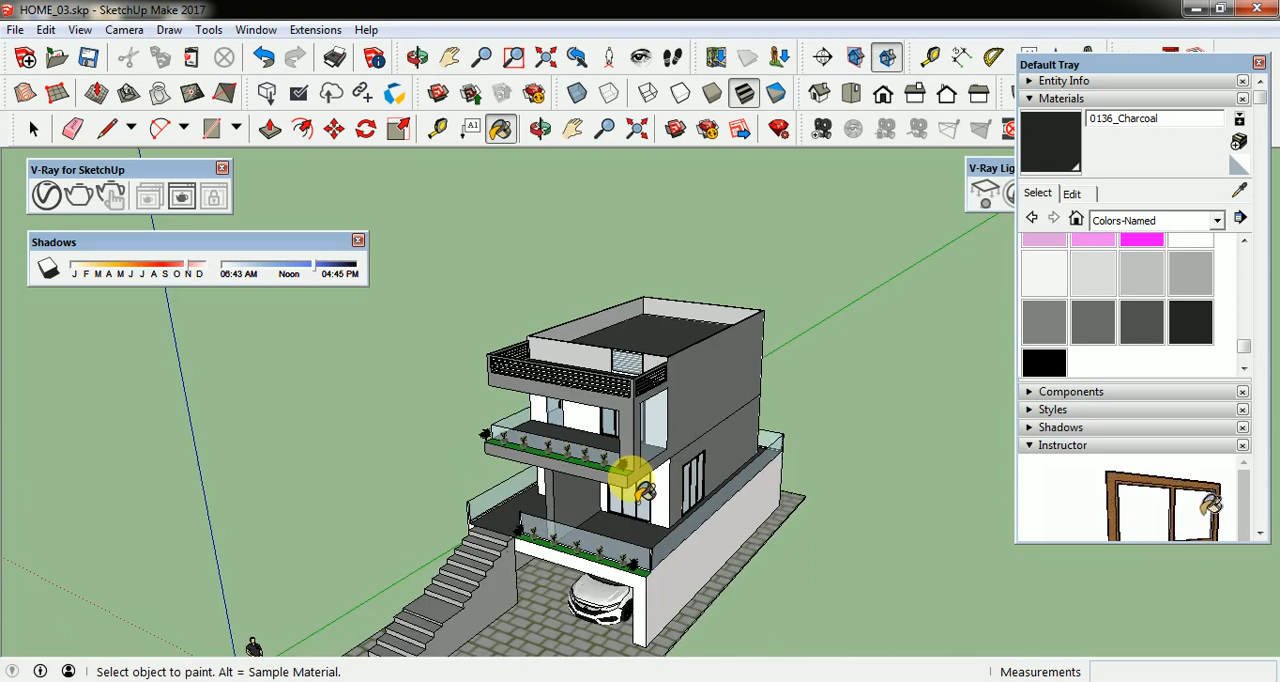 HOME_03.skp - SketchUp Make 2017
File Edit View Camera Draw Tools Window Extensions Help
Default Tray
Entity Info
Materials
0136_Charcoal
Select Edit
Colors-Named
Components
Styles
Shadows
Instructor
V-Ray for SketchUp
V-Ray Lig
Shadows
J F M A M J J A S O N D 06:43 AM Noon 04:45 PM
A1
Select object to paint. Alt = Sample Material.
Measurements